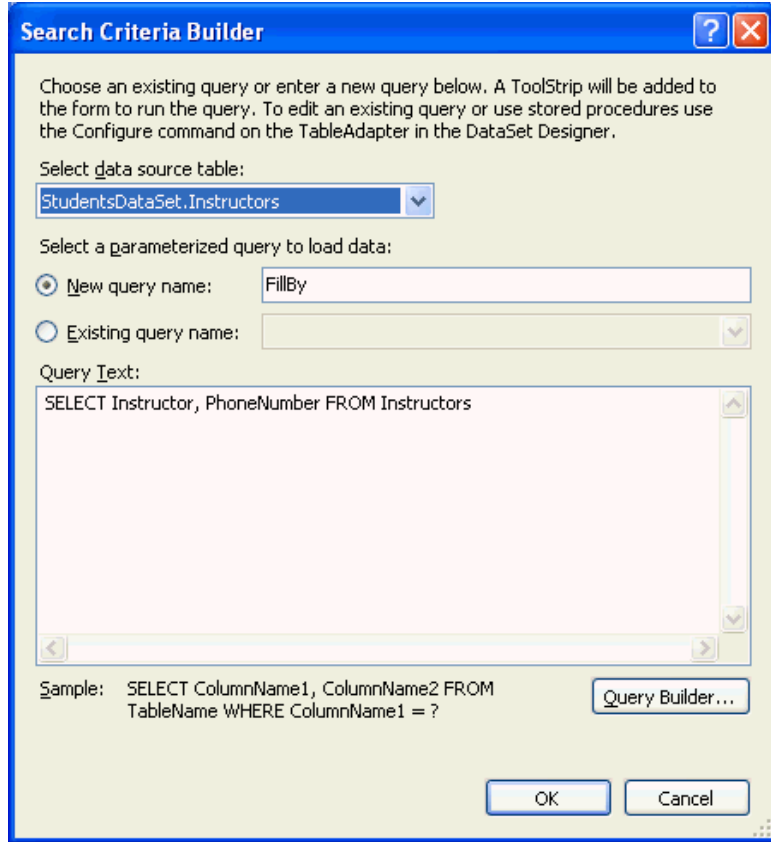 Search Criteria Builder
Choose an existing query or enter a new query below. A ToolStrip will be added to
the form to run the query. To edit an existing query or use stored procedures use
the Configure command on the TableAdapter in the DataSet Designer.
Select data source table:
StudentsDataSet.Instructors
Select a parameterized query to load data:
New query name: FillBy
Existing query name:
Query Text:
SELECT Instructor, PhoneNumber FROM Instructors
Sample: SELECT ColumnName1, ColumnName2 FROM
TableName WHERE ColumnName1 = ?
Query Builder...
OK Cancel